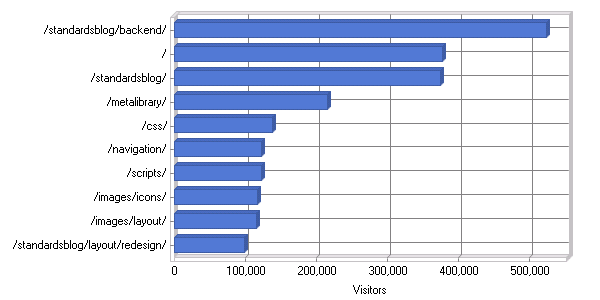 /standardsblog/backend/
/
/standardsblog/
/metalibrary/
/css/
/navigation/
/scripts/
/images/icons/
/images/layout/
/standardsblog/layout/redesign/
0 100,000 200,000 300,000 400,000 500,000
Visitors